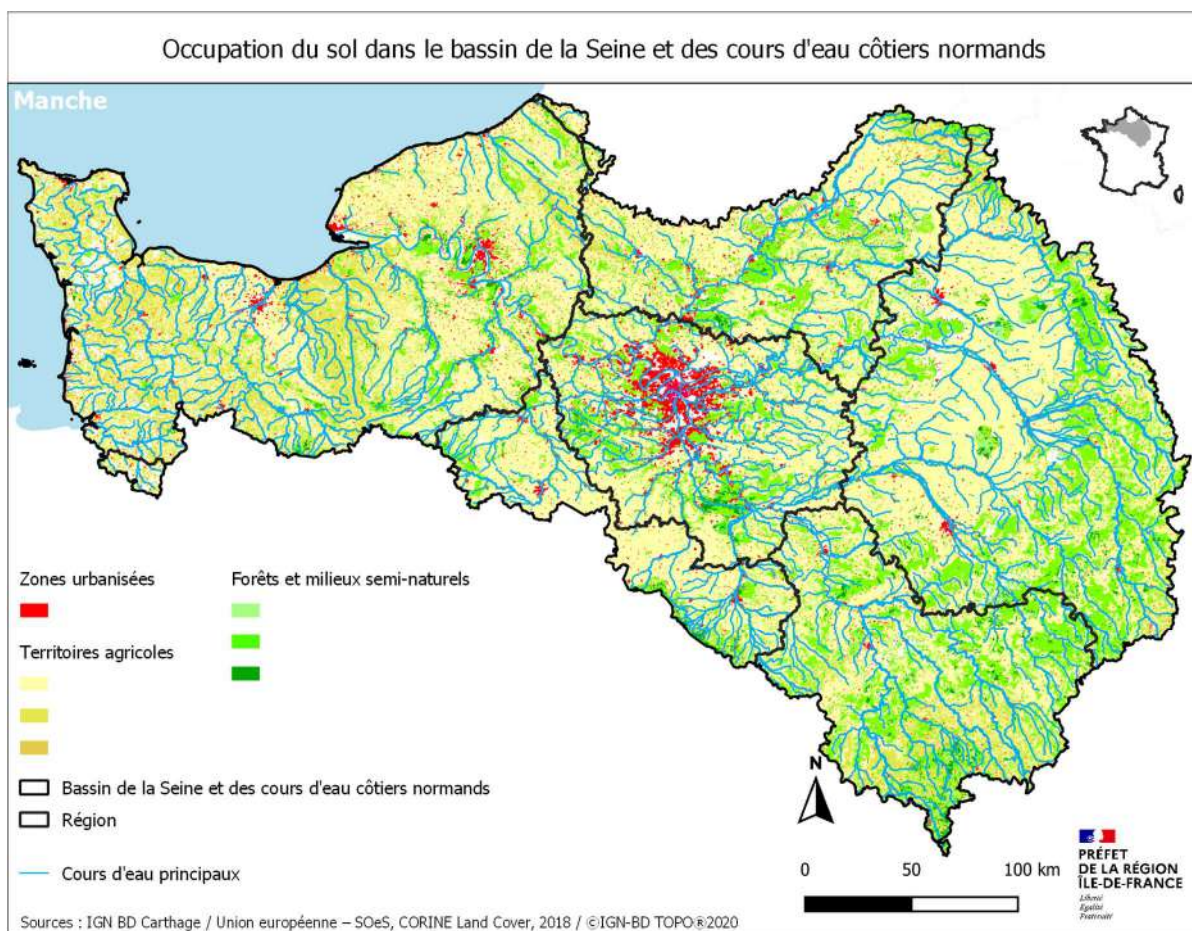 Occupation du sol dans le bassin de la Seine et des cours d'eau côtiers normands
Manche
Zones urbanisées
Forêts et milieux semi-naturels
Territoires agricoles
Bassin de la Seine et des cours d'eau côtiers normands
Région
Cours d'eau principaux
N
0 50 100 km
PRÉFET
DE LA RÉGION
ÎLE-DE-FRANCE
Liberté
Égalité
Fraternité
Sources : IGN BD Carthage / Union européenne – SOeS, CORINE Land Cover, 2018 / ©IGN-BD TOPO®2020